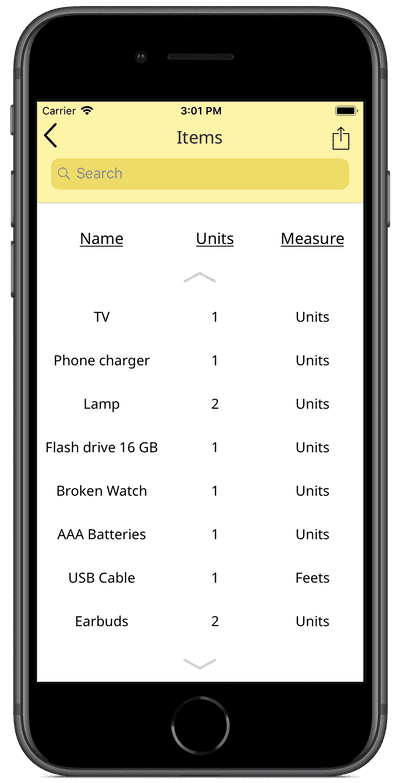 Carrier 3:01 PM
Items
Search
Name Units Measure
TV 1 Units
Phone charger 1 Units
Lamp 2 Units
Flash drive 16 GB 1 Units
Broken Watch 1 Units
AAA Batteries 1 Units
USB Cable 1 Feets
Earbuds 2 Units